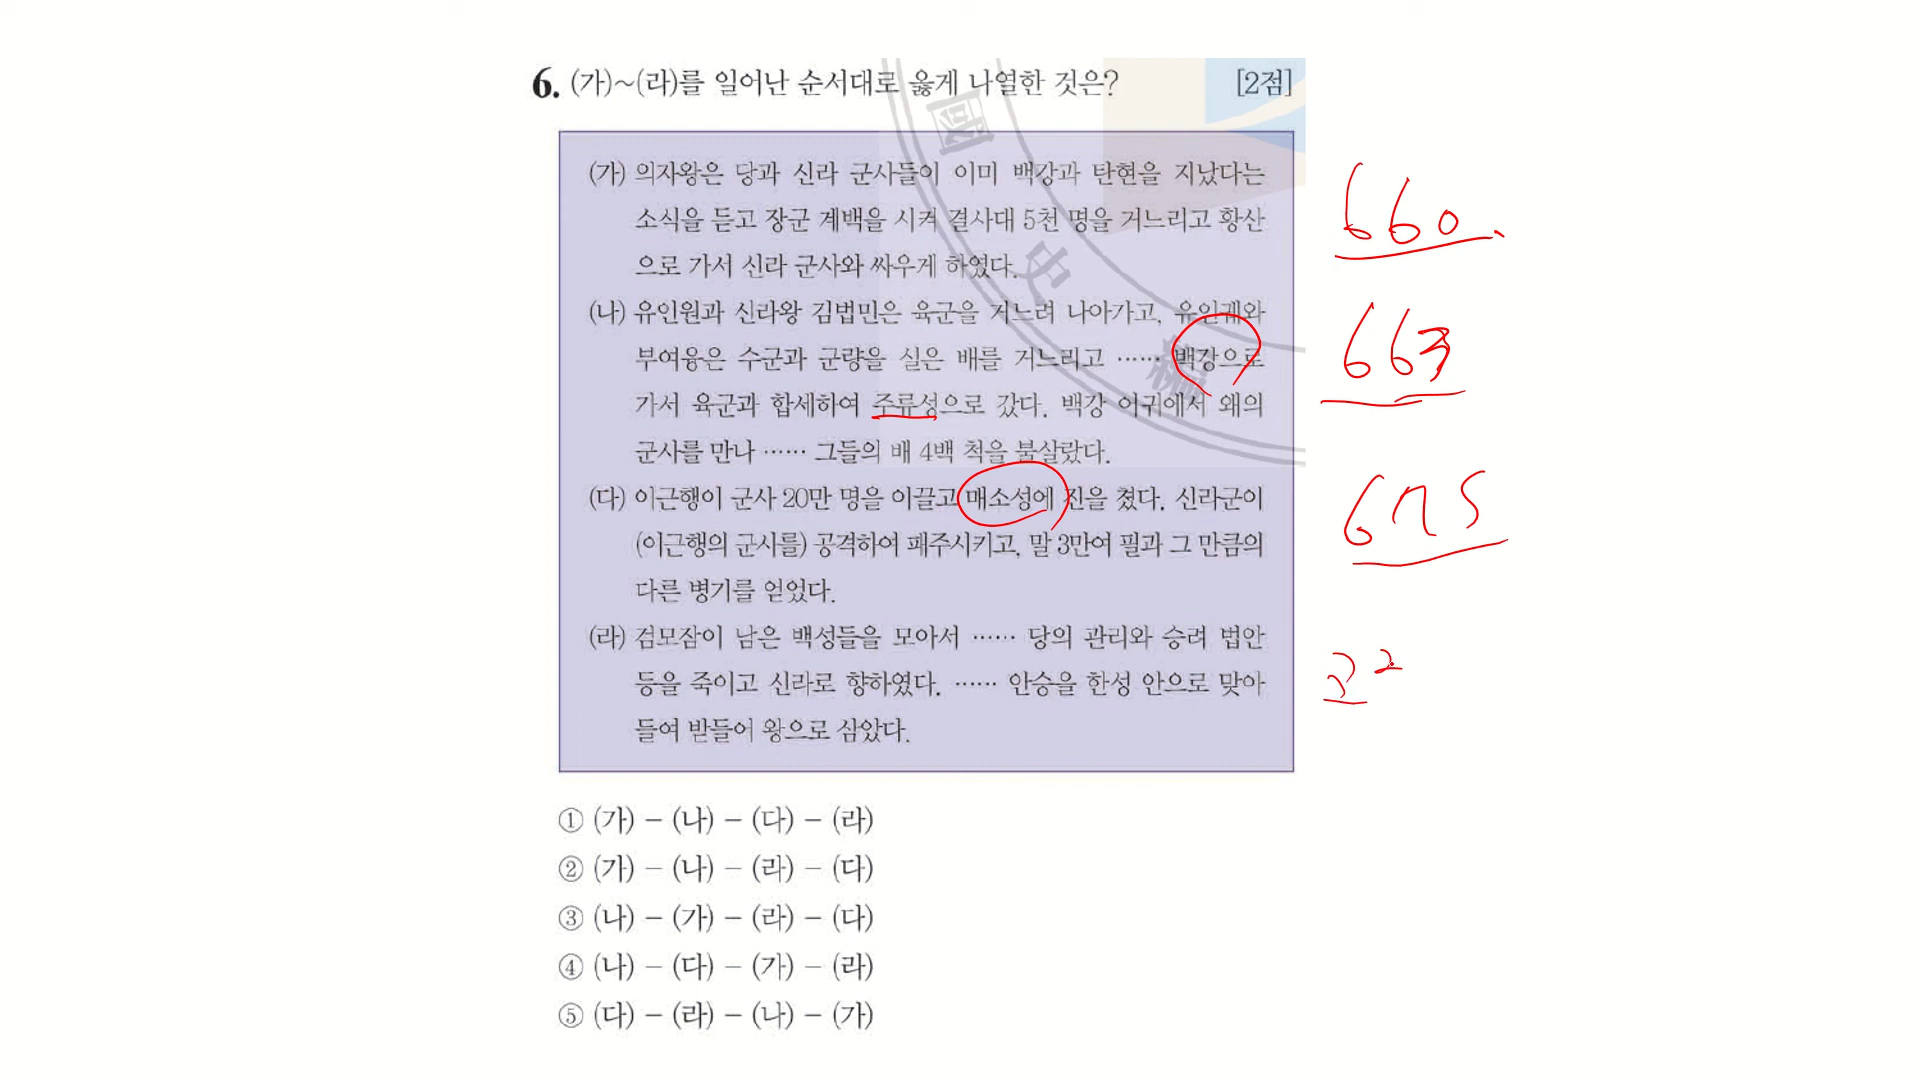 6. (가)~(라)를 일어난 순서대로 옳게 나열한 것은? [2점]
(가) 의자왕은 당과 신라 군사들이 이미 백강과 탄현을 지났다는
소식을 듣고 장군 계백을 시켜 결사대 5천 명을 거느리고 황산
으로 가서 신라 군사와 싸우게 하였다.
660.
(나) 유인원과 신라왕 김법민은 육군을 거느려 나아가고, 유인궤와
부여융은 수군과 군량을 실은 배를 거느리고 …… 백강으로
가서 육군과 합세하여 주류성으로 갔다. 백강 어귀에서 왜의
군사를 만나 …… 그들의 배 4백 척을 불살랐다.
663
(다) 이근행이 군사 20만 명을 이끌고 매소성에 진을 쳤다. 신라군이
(이근행의 군사를) 공격하여 패주시키고, 말 3만여 필과 그 만큼의
다른 병기를 얻었다.
675
(라) 검모잠이 남은 백성들을 모아서 …… 당의 관리와 승려 법안
등을 죽이고 신라로 향하였다. …… 안승을 한성 안으로 맞아
들여 받들어 왕으로 삼았다.
① (가) – (나) – (다) – (라)
② (가) – (나) – (라) – (다)
③ (나) – (가) – (라) – (다)
④ (나) – (다) – (가) – (라)
⑤ (다) – (라) – (나) – (가)
國
史
編